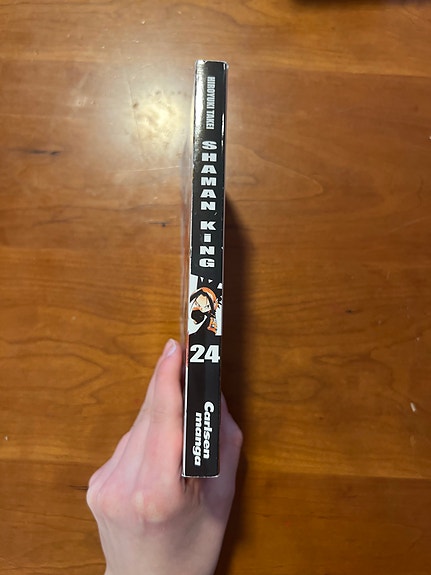 HIROYUKI TAKEI
SHAMAN KiNG
24
Carlsen
manga